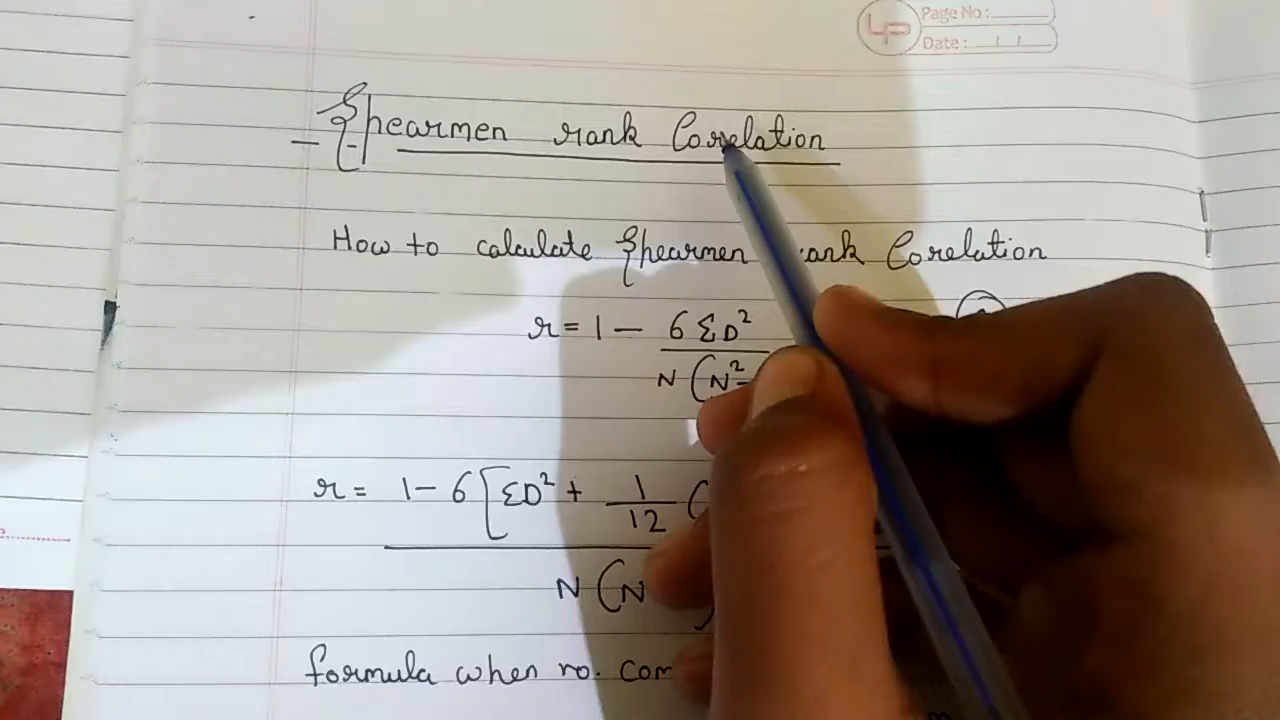 LP Page No:
Date: / /
- Spearmen rank Corelation
How to calculate Spearmen rank Corelation
r = 1 - 6 ΣD²
N (N² -
r = 1 - 6 [ΣD² + 1/12 (
N (N
formula when no. com